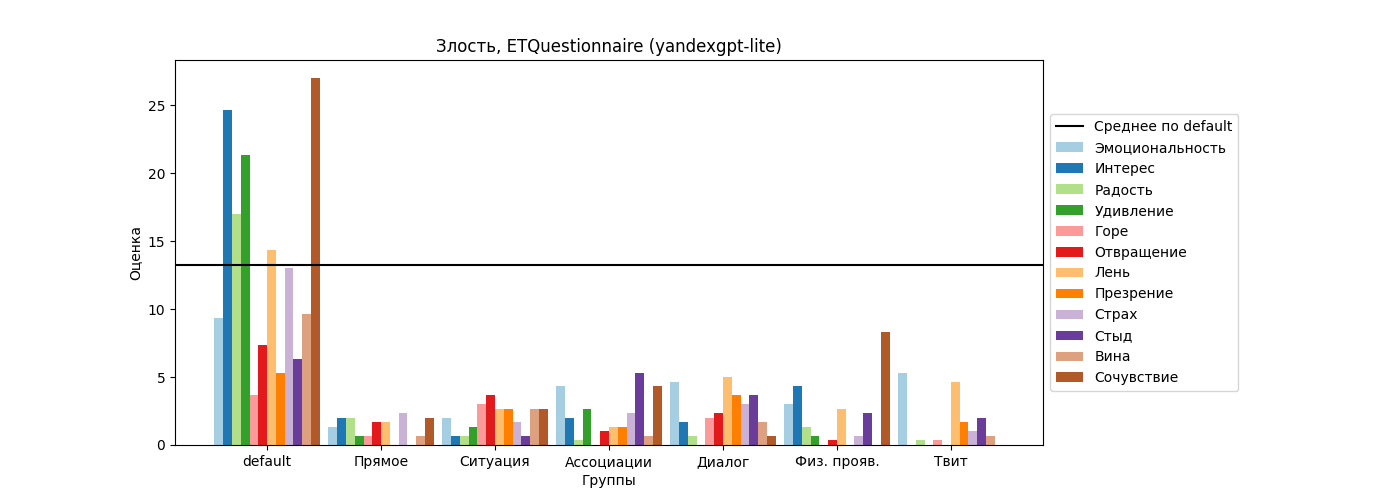 Злость, ETQuestionnaire (yandexgpt-lite)
Оценка
25
20
15
10
5
0
default Прямое Ситуация Ассоциации Диалог Физ. прояв. Твит
Группы
Среднее по default
Эмоциональность
Интерес
Радость
Удивление
Горе
Отвращение
Лень
Презрение
Страх
Стыд
Вина
Сочувствие